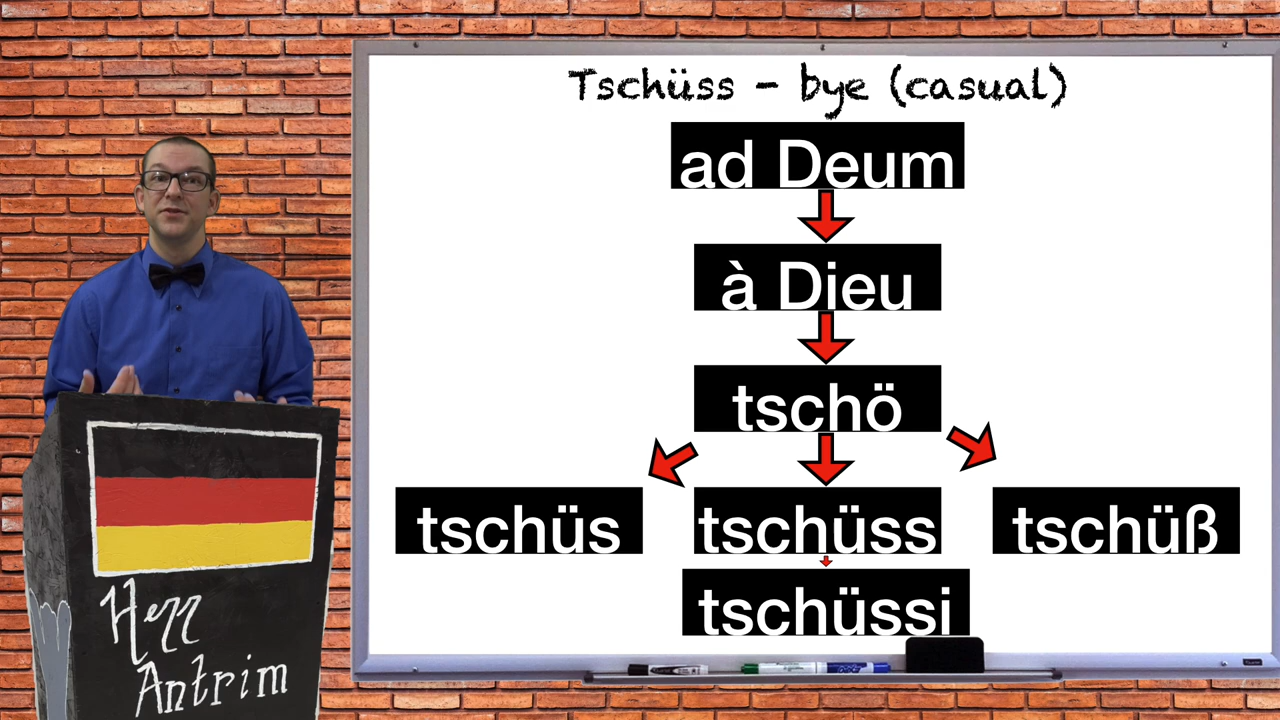 Tschüss - bye (casual)
ad Deum
à Dieu
tschö
tschüs tschüss tschüß
tschüssi
Herr
Antrim